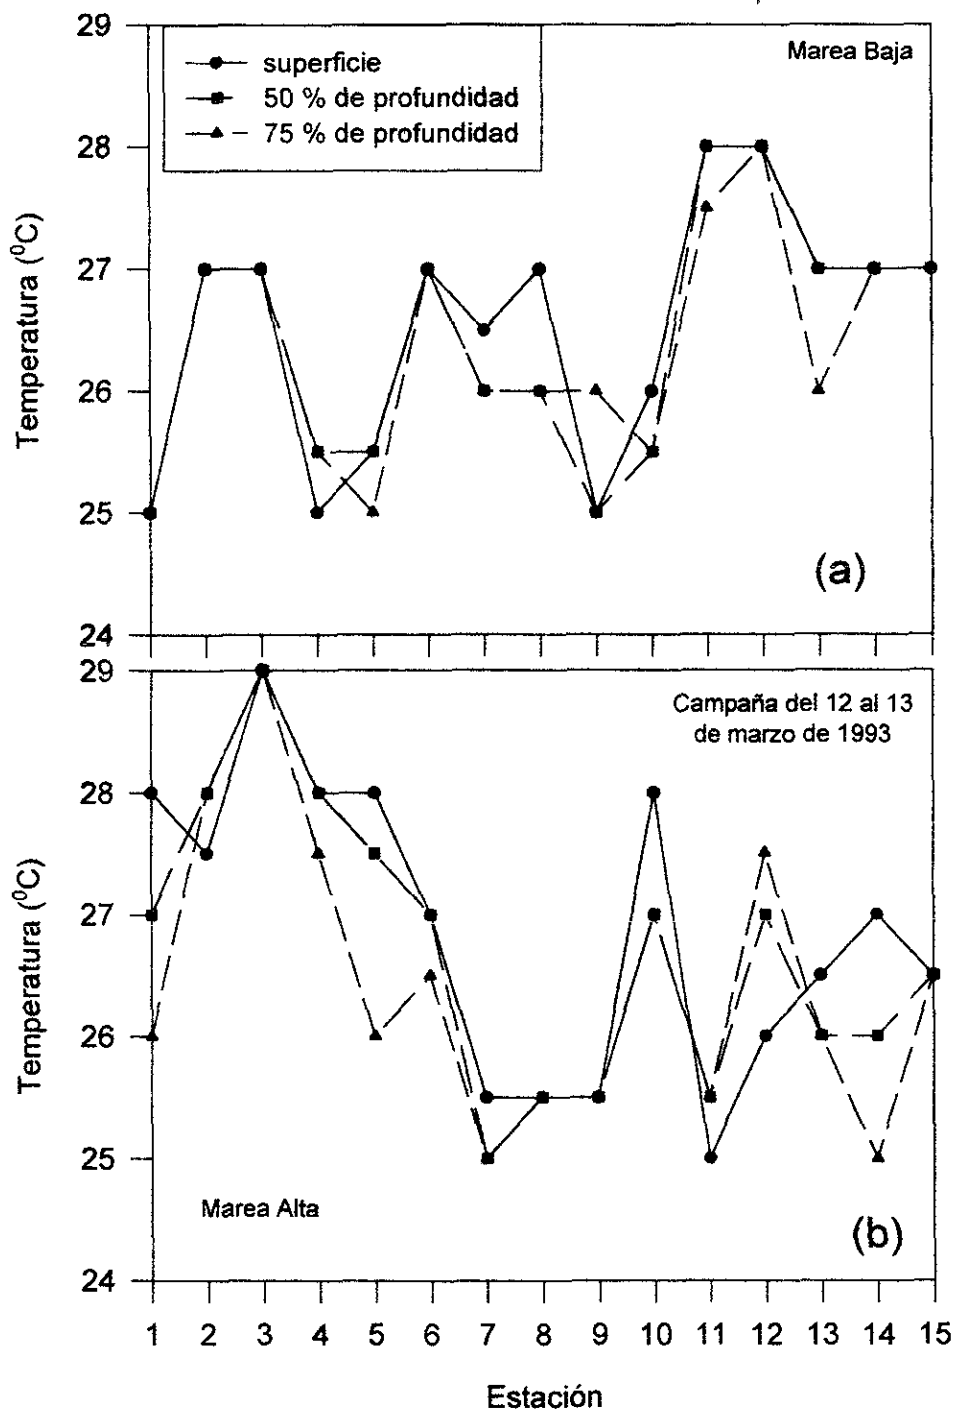 29
superficie
50 % de profundidad
75 % de profundidad
Marea Baja
28
27
26
25
24
Temperatura (⁰C)
(a)
29
Campaña del 12 al 13
de marzo de 1993
28
27
26
25
24
Temperatura (⁰C)
Marea Alta
(b)
1 2 3 4 5 6 7 8 9 10 11 12 13 14 15
Estación